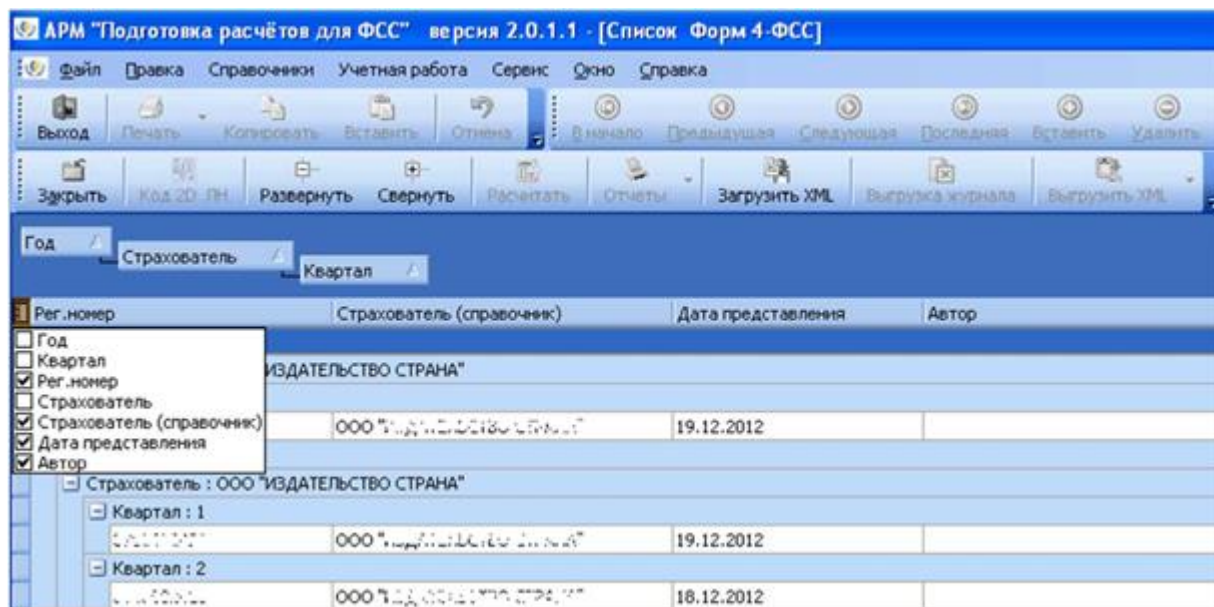 АРМ "Подготовка расчётов для ФСС" версия 2.0.1.1 - [Список Форм 4-ФСС]
Файл Правка Справочники Учетная работа Сервис Окно Справка
Выход Печать Копировать Вставить Отмена В начало Предыдущая Следующая Последняя Вставить Удалить
Закрыть Код 2D ПН Развернуть Свернуть Расчитать Отчеты Загрузить XML Выгрузка журнала Выгрузить XML
Год
Страхователь
Квартал
Рег.номер Страхователь (справочник) Дата представления Автор
Год
Квартал
ИЗДАТЕЛЬСТВО СТРАНА"
Рег.номер
Страхователь
Страхователь (справочник)
ООО " 19.12.2012
Дата представления
Автор
Страхователь : ООО "ИЗДАТЕЛЬСТВО СТРАНА"
Квартал : 1
ООО " 19.12.2012
Квартал : 2
ООО " 18.12.2012